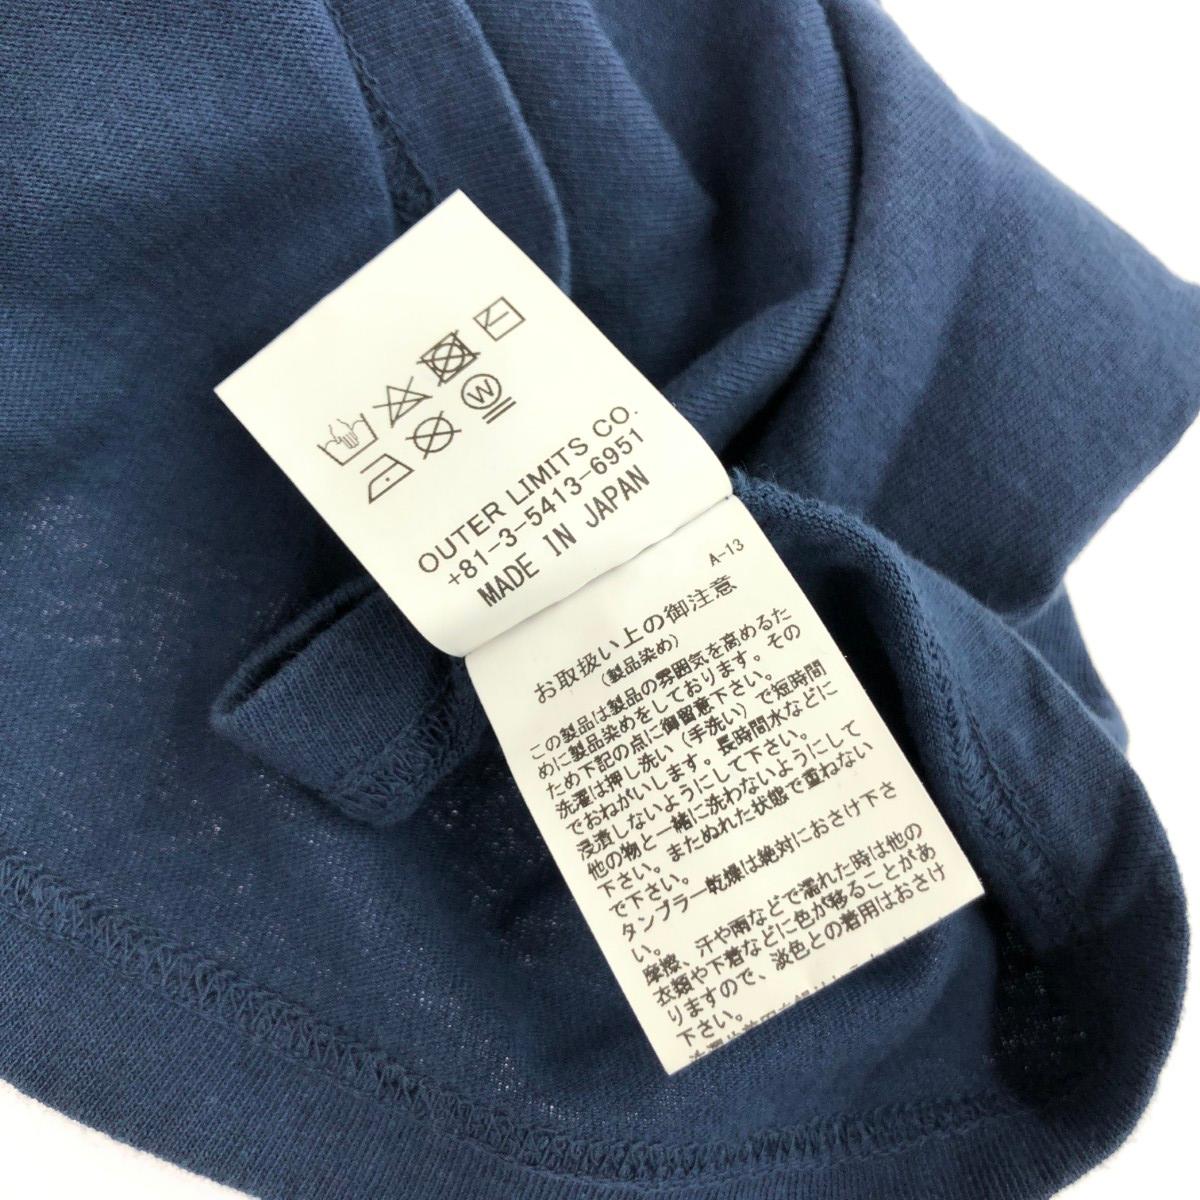 W
OUTER LIMITS CO.
+81-3-5413-6951
MADE IN JAPAN
A-13
お取扱い上の御注意
(製品染め)
この製品は製品の雰囲気を高めるた
めに製品染めをしております。その
ため下記の点に御留意下さい。
洗濯は押し洗い(手洗い)で短時間
でおねがいします。長時間水などに
浸漬しないようにして下さい。
他の物と一緒に洗わないようにして
下さい。またぬれた状態で重ねない
で下さい。
タンブラー乾燥は絶対におさけ下さ
い。
摩擦、汗や雨などで濡れた時は他の
衣類や下着などに色が移ることがあ
りますので、淡色との着用はおさけ
下さい。